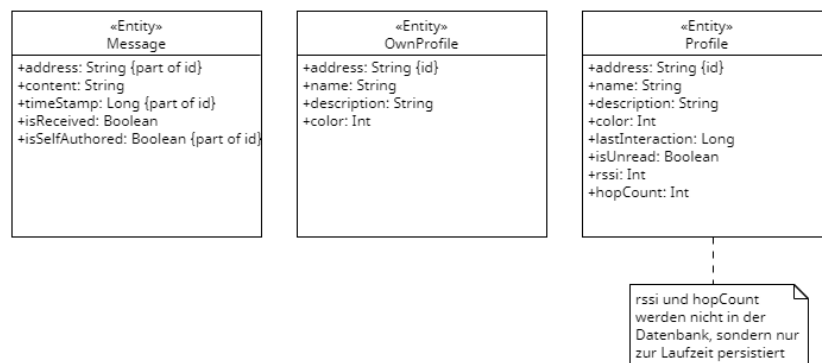 «Entity»
Message
+address: String {part of id}
+content: String
+timeStamp: Long {part of id}
+isReceived: Boolean
+isSelfAuthored: Boolean {part of id}
«Entity»
OwnProfile
+address: String {id}
+name: String
+description: String
+color: Int
«Entity»
Profile
+address: String {id}
+name: String
+description: String
+color: Int
+lastInteraction: Long
+isUnread: Boolean
+rssi: Int
+hopCount: Int
rssi und hopCount
werden nicht in der
Datenbank, sondern nur
zur Laufzeit persistiert